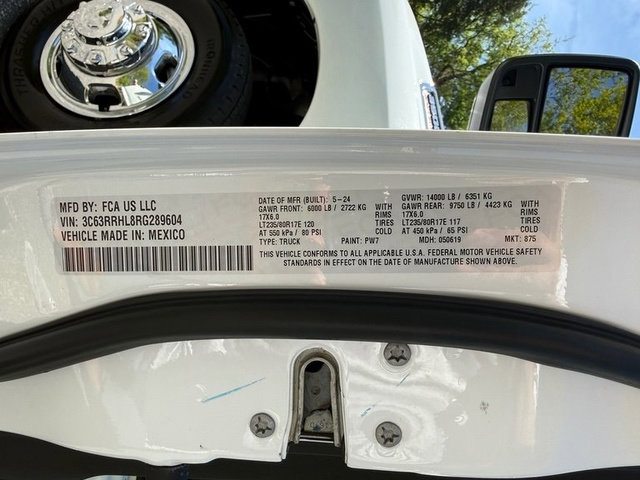 THRASHER
IRONHEAD
MFD BY: FCA US LLC
VIN: 3C63RRHL8RG289604
VEHICLE MADE IN: MEXICO
DATE OF MFR (BUILT): 5-24
GAWR FRONT: 6000 LB / 2722 KG
17X6.0 RIMS
LT235/80R17E 120 TIRES
AT 550 kPa / 80 PSI COLD
TYPE: TRUCK PAINT: PW7
GVWR: 14000 LB / 6351 KG
GAWR REAR: 9750 LB / 4423 KG
17X6.0 RIMS
LT235/80R17E 117 TIRES
AT 450 kPa / 65 PSI COLD
MDH: 050619 MKT: 875
THIS VEHICLE CONFORMS TO ALL APPLICABLE U.S.A. FEDERAL MOTOR VEHICLE SAFETY
STANDARDS IN EFFECT ON THE DATE OF MANUFACTURE SHOWN ABOVE.